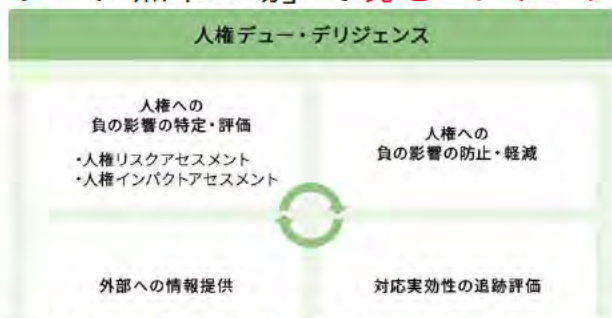 人権デュー・デリジェンス
人権への
負の影響の特定・評価
・人権リスクアセスメント
・人権インパクトアセスメント
人権への
負の影響の防止・軽減
外部への情報提供
対応実効性の追跡評価